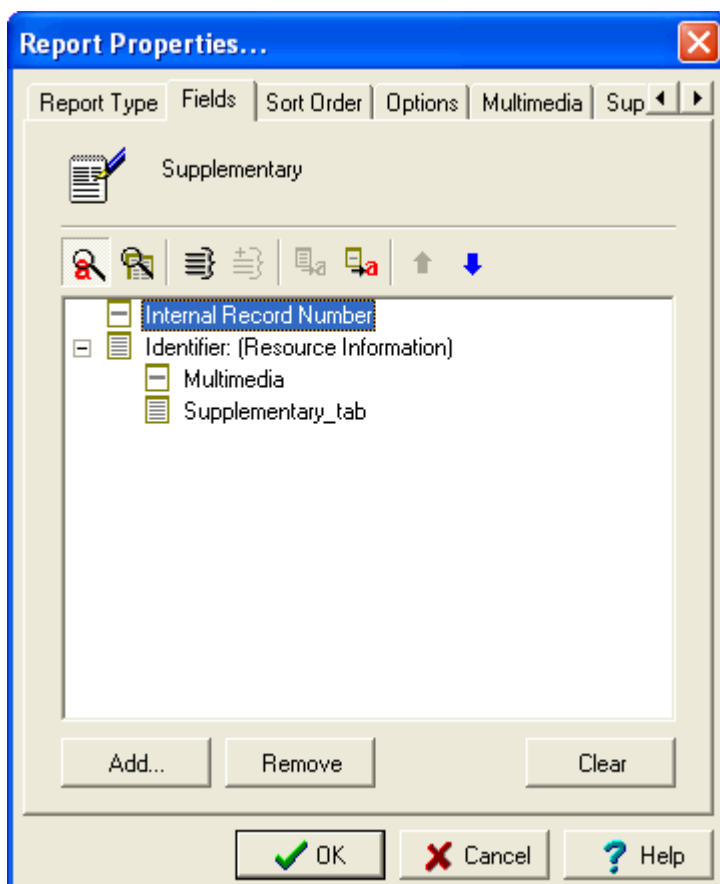 Report Properties...
Report Type Fields Sort Order Options Multimedia Sup
Supplementary
Internal Record Number
Identifier: (Resource Information)
Multimedia
Supplementary_tab
Add... Remove Clear
OK Cancel Help